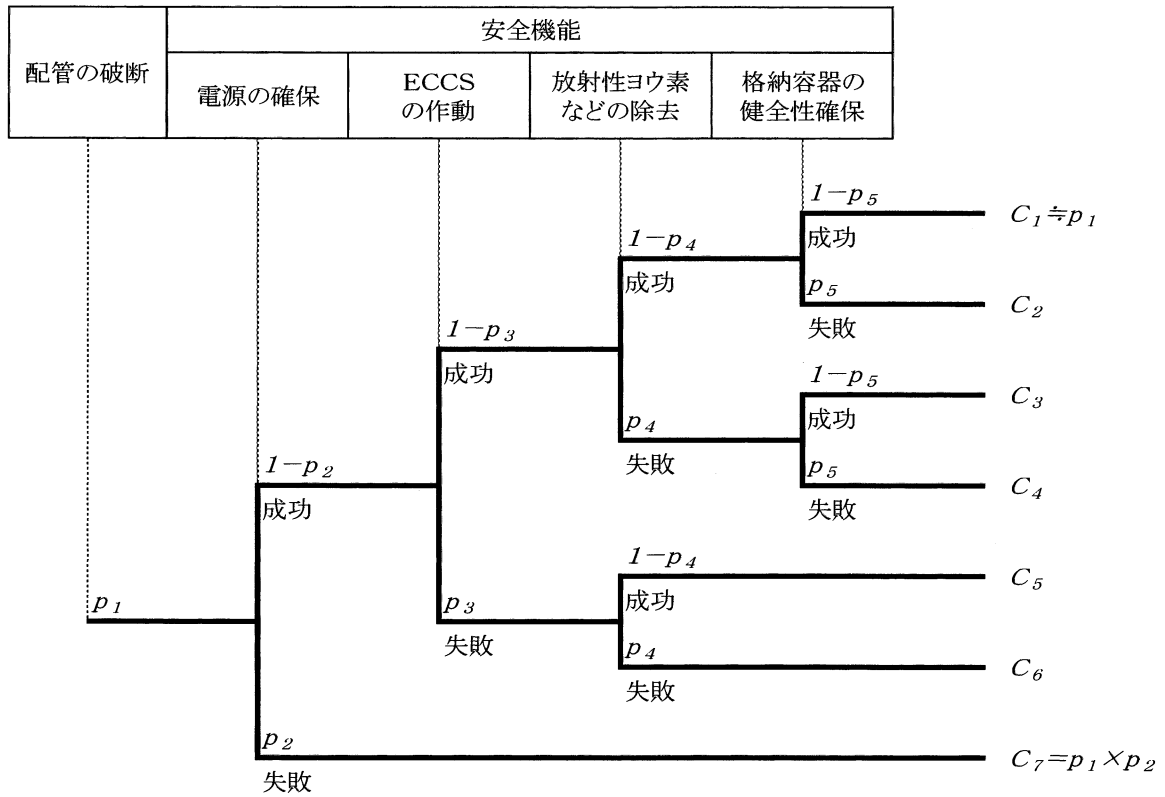 配管の破断
安全機能
電源の確保
ECCS
の作動
放射性ヨウ素
などの除去
格納容器の
健全性確保
1-p5
成功
C1≒p1
1-p4
成功
p5
失敗
C2
1-p3
成功
1-p5
成功
C3
p4
失敗
p5
失敗
C4
1-p2
成功
1-p4
成功
C5
p1
p3
失敗
p4
失敗
C6
p2
失敗
C7=p1×p2